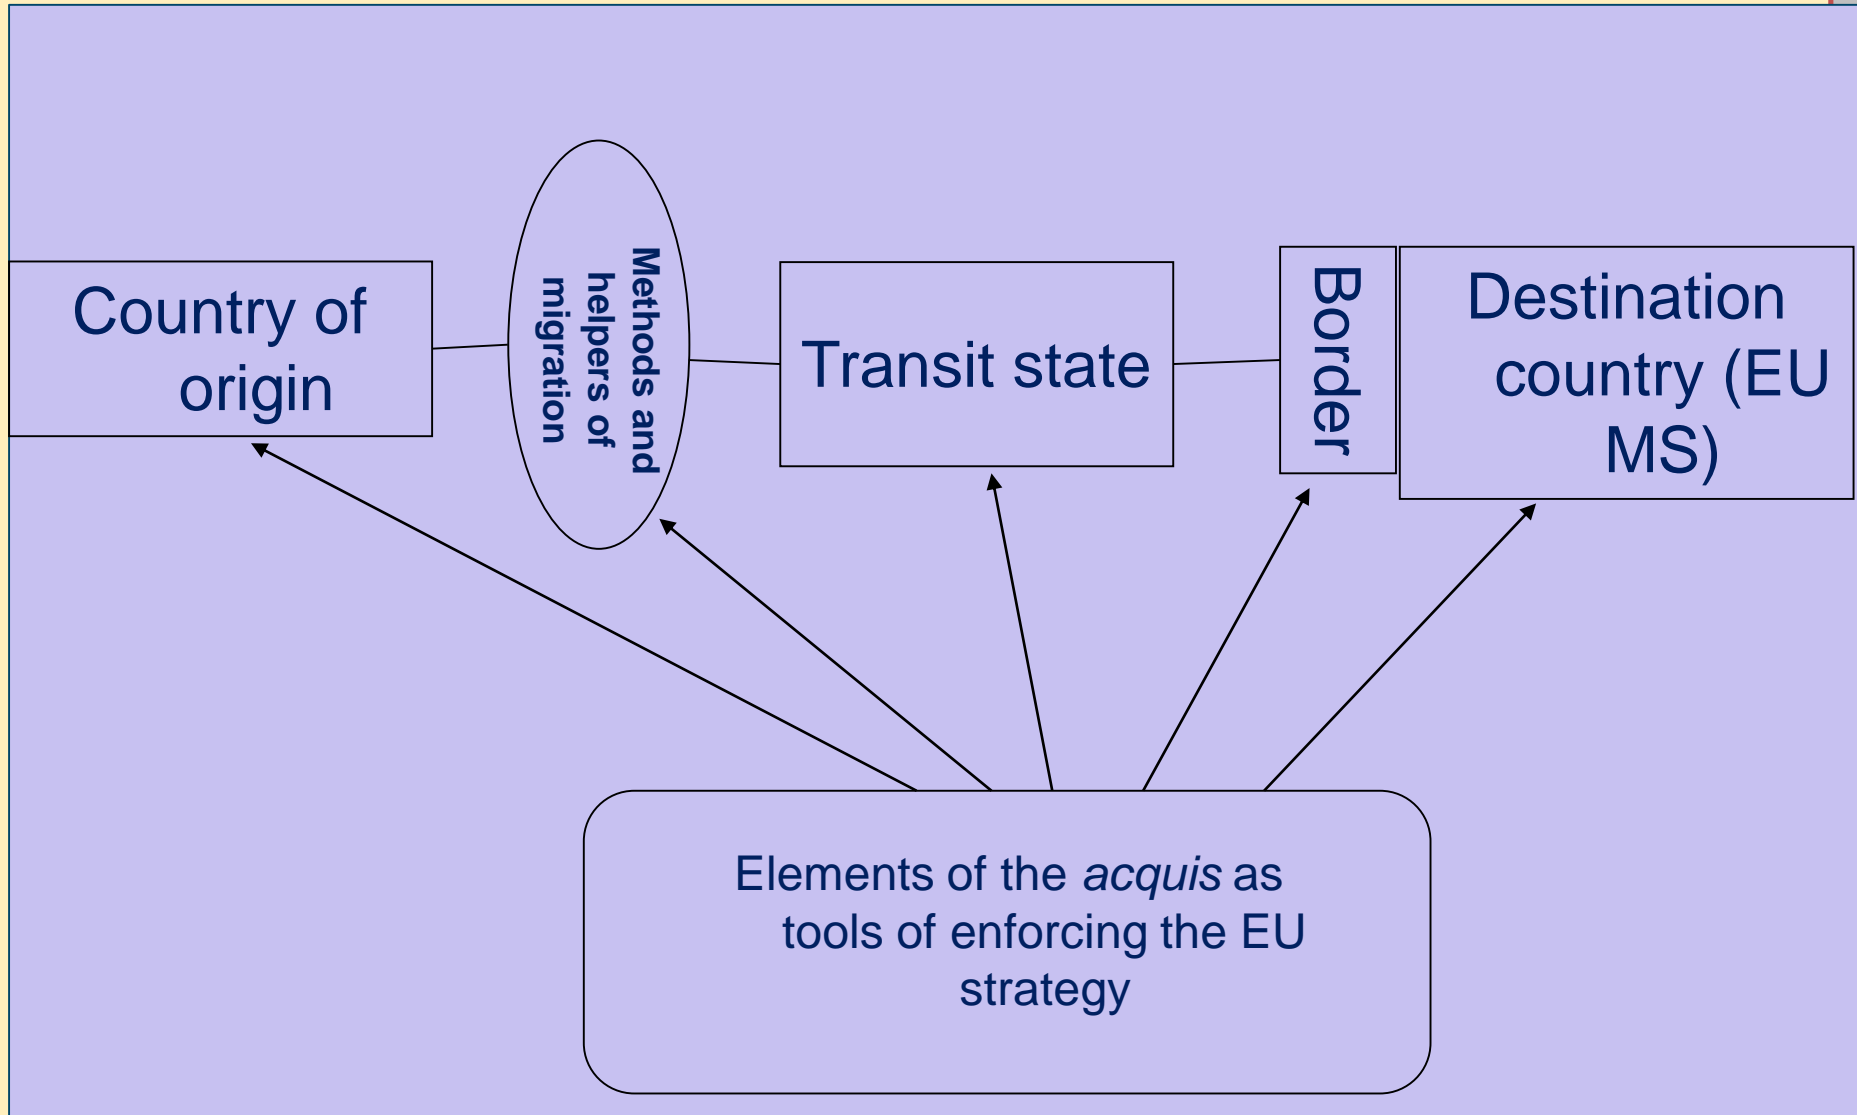 Country of
origin
Methods and
helpers of
migration
Transit state
Border
Destination
country (EU
MS)
Elements of the acquis as
tools of enforcing the EU
strategy